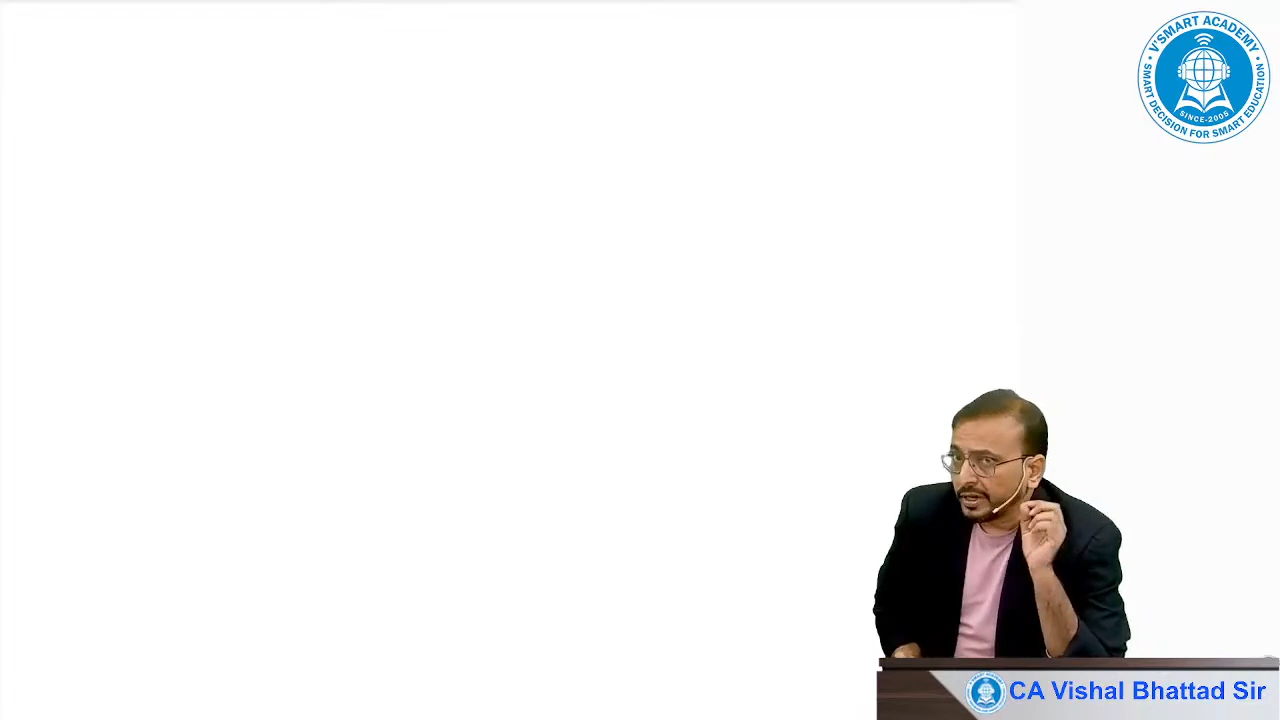 V'SMART ACADEMY
SMART DECISION FOR SMART EDUCATION
SINCE-2005
CA Vishal Bhattad Sir